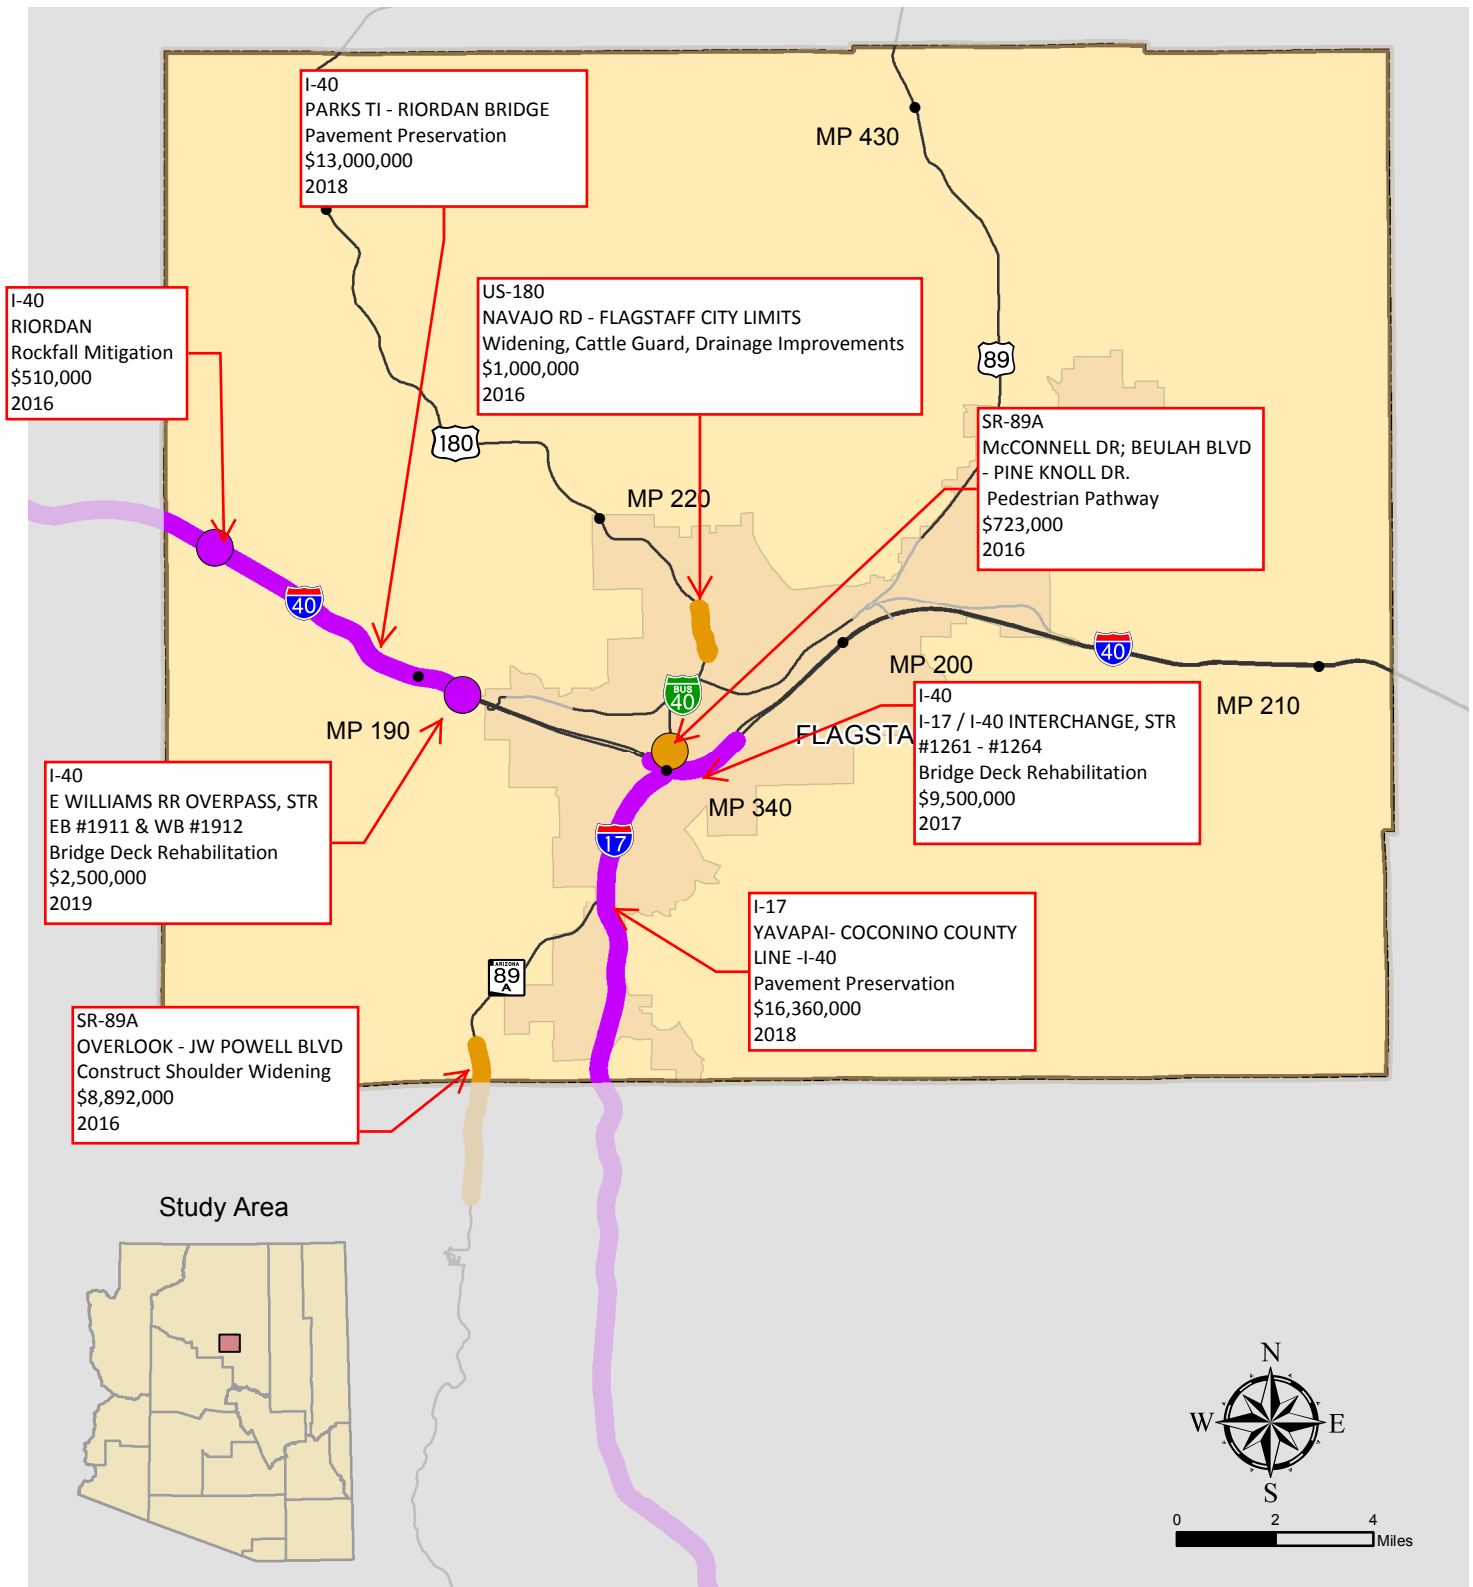 I-40
PARKS TI - RIORDAN BRIDGE
Pavement Preservation
$13,000,000
2018
MP 430
I-40
RIORDAN
Rockfall Mitigation
$510,000
2016
US-180
NAVAJO RD - FLAGSTAFF CITY LIMITS
Widening, Cattle Guard, Drainage Improvements
$1,000,000
2016
89
180
SR-89A
McCONNELL DR; BEULAH BLVD
- PINE KNOLL DR.
Pedestrian Pathway
$723,000
2016
MP 220
40
40
MP 200
BUS
40
MP 210
MP 190
FLAGSTA
I-40
I-17 / I-40 INTERCHANGE, STR
#1261 - #1264
Bridge Deck Rehabilitation
$9,500,000
2017
I-40
E WILLIAMS RR OVERPASS, STR
EB #1911 & WB #1912
Bridge Deck Rehabilitation
$2,500,000
2019
MP 340
17
I-17
YAVAPAI- COCONINO COUNTY
LINE -I-40
Pavement Preservation
$16,360,000
2018
ARIZONA
89
A
SR-89A
OVERLOOK - JW POWELL BLVD
Construct Shoulder Widening
$8,892,000
2016
Study Area
N
W
E
S
0 2 4
Miles